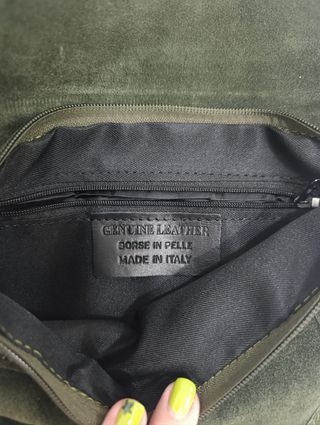 GENUINE LEATHER
BORSE IN PELLE
MADE IN ITALY